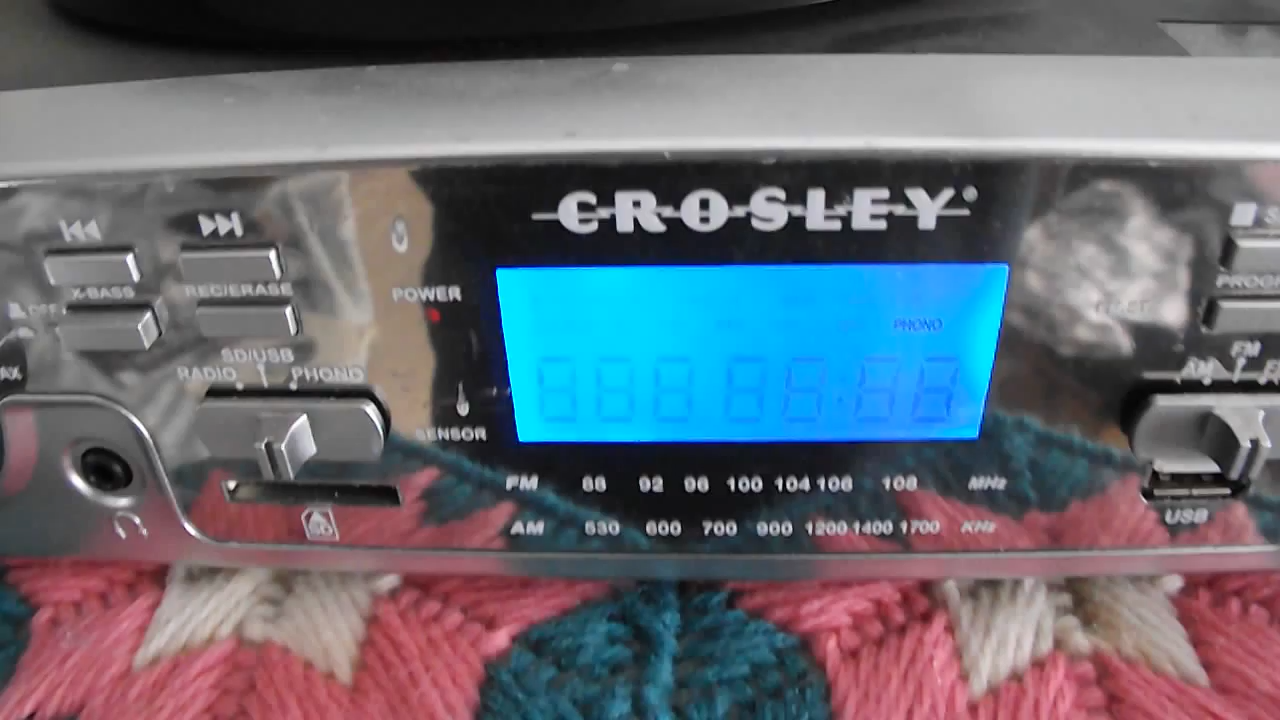 CROSLEY
X-BASS
REC/ERASE
POWER
PHONO
SD/USB
RADIO
PHONO
SENSOR
AM
FM
FM 88 92 96 100 104 106 108 MHz
AM 530 600 700 900 1200 1400 1700 KHz
SD
USB